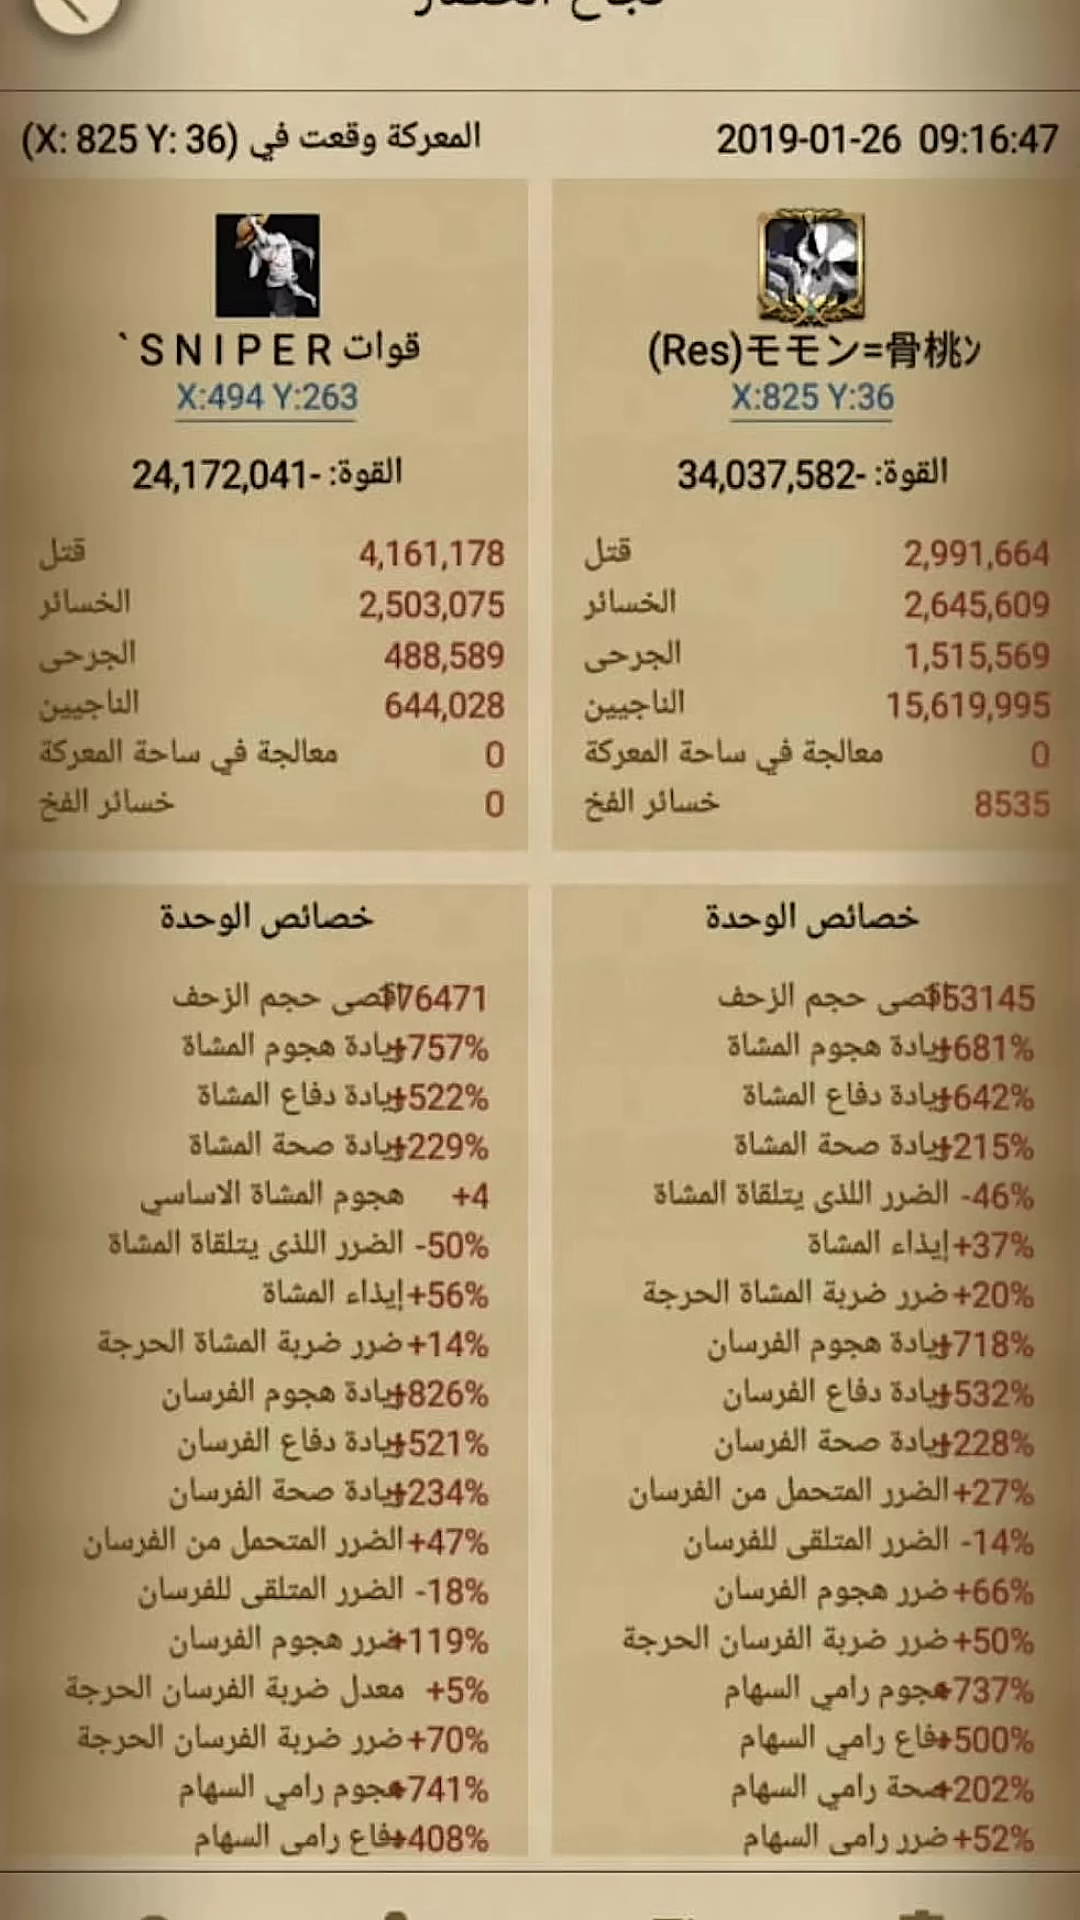 المعركة وقعت في (X: 825 Y: 36)
2019-01-26 09:16:47
قوات S N I P E R `
X:494 Y:263
القوة: -24,172,041
قتل 4,161,178
الخسائر 2,503,075
الجرحى 488,589
الناجيين 644,028
معالجة في ساحة المعركة 0
خسائر الفخ 0
(Res)モモン=骨桃ン
X:825 Y:36
القوة: -34,037,582
قتل 2,991,664
الخسائر 2,645,609
الجرحى 1,515,569
الناجيين 15,619,995
معالجة في ساحة المعركة 0
خسائر الفخ 8535
خصائص الوحدة
أقصى حجم الزحف
زيادة هجوم المشاة +757%
زيادة دفاع المشاة +522%
زيادة صحة المشاة +229%
هجوم المشاة الاساسي +4
الضرر اللذى يتلقاة المشاة -50%
إيذاء المشاة +56%
ضرر ضربة المشاة الحرجة +14%
زيادة هجوم الفرسان +826%
زيادة دفاع الفرسان +521%
زيادة صحة الفرسان +234%
الضرر المتحمل من الفرسان +47%
الضرر المتلقى للفرسان -18%
ضرر هجوم الفرسان +119%
معدل ضربة الفرسان الحرجة +5%
ضرر ضربة الفرسان الحرجة +70%
هجوم رامي السهام +741%
دفاع رامي السهام +408%
خصائص الوحدة
أقصى حجم الزحف
زيادة هجوم المشاة +681%
زيادة دفاع المشاة +642%
زيادة صحة المشاة +215%
الضرر اللذى يتلقاة المشاة -46%
إيذاء المشاة +37%
ضرر ضربة المشاة الحرجة +20%
زيادة هجوم الفرسان +718%
زيادة دفاع الفرسان +532%
زيادة صحة الفرسان +228%
الضرر المتحمل من الفرسان +27%
الضرر المتلقى للفرسان -14%
ضرر هجوم الفرسان +66%
ضرر ضربة الفرسان الحرجة +50%
هجوم رامي السهام +737%
دفاع رامي السهام +500%
صحة رامي السهام +202%
ضرر رامي السهام +52%